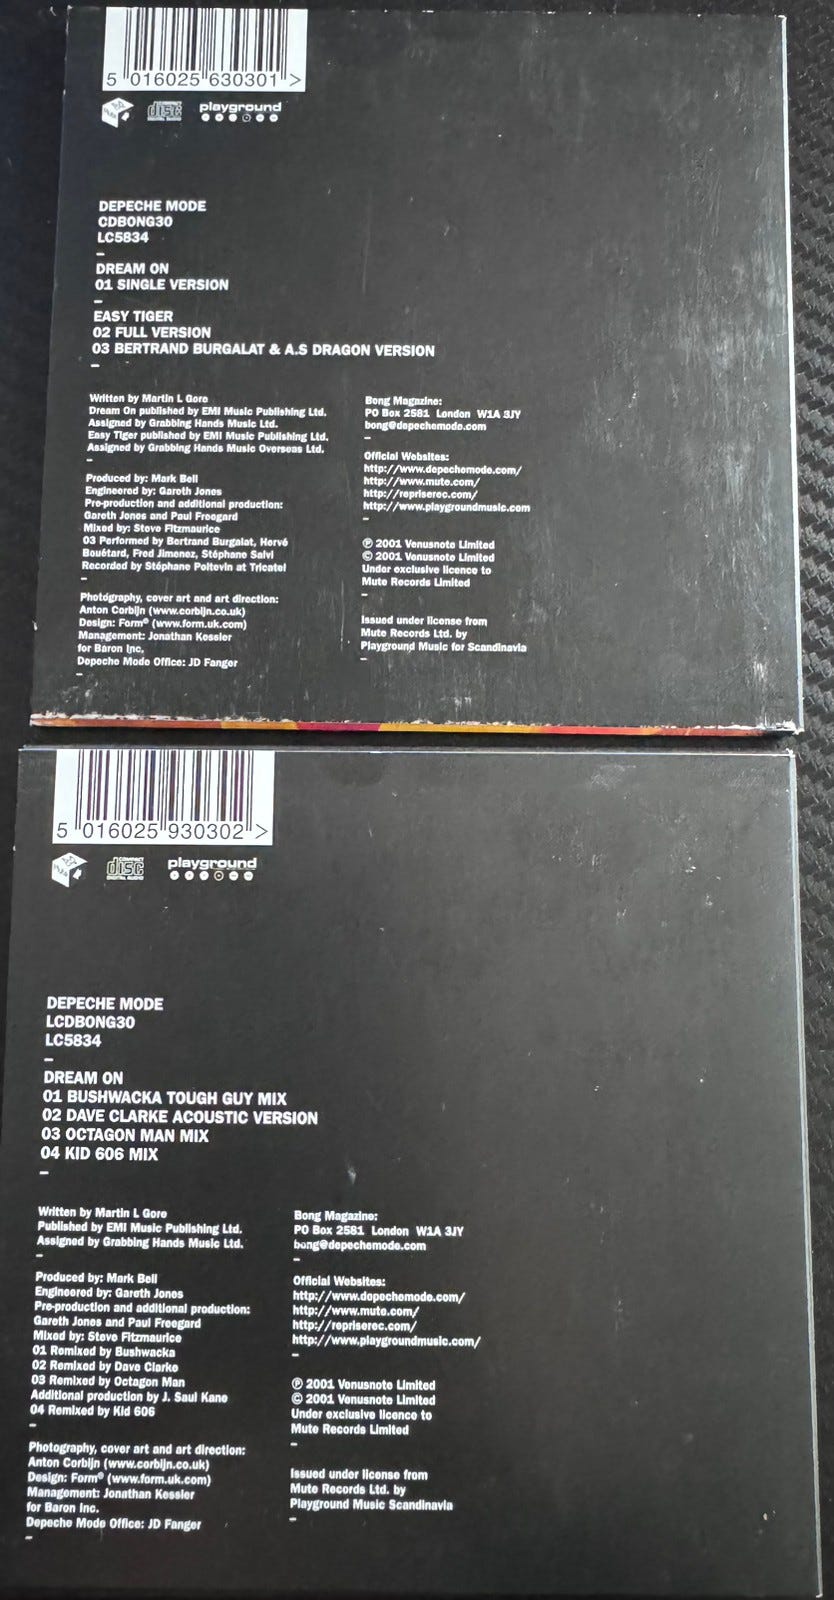 5 016025 630301 >
COMPACT
disc
DIGITAL AUDIO
playground
DEPECHE MODE
CDBONG30
LC5834
–
DREAM ON
01 SINGLE VERSION
–
EASY TIGER
02 FULL VERSION
03 BERTRAND BURGALAT & A.S DRAGON VERSION
–
Written by Martin L Gore
Dream On published by EMI Music Publishing Ltd.
Assigned by Grabbing Hands Music Ltd.
Easy Tiger published by EMI Music Publishing Ltd.
Assigned by Grabbing Hands Music Overseas Ltd.
–
Produced by: Mark Bell
Engineered by: Gareth Jones
Pre-production and additional production:
Gareth Jones and Paul Freegard
Mixed by: Steve Fitzmaurice
03 Performed by Bertrand Burgalat, Hervé
Bouétard, Fred Jimenez, Stéphane Salvi
Recorded by Stéphane Poitevin at Tricatel
–
Photography, cover art and art direction:
Anton Corbijn (www.corbijn.co.uk)
Design: Form® (www.form.uk.com)
Management: Jonathan Kessler
for Baron Inc.
Depeche Mode Office: JD Fanger
–
Bong Magazine:
PO Box 2581 London W1A 3JY
bong@depechemode.com
–
Official Websites:
http://www.depechemode.com/
http://www.mute.com/
http://repriserec.com/
http://www.playgroundmusic.com
–
℗ 2001 Venusnote Limited
© 2001 Venusnote Limited
Under exclusive licence to
Mute Records Limited
–
Issued under license from
Mute Records Ltd. by
Playground Music for Scandinavia
–
5 016025 930302 >
COMPACT
disc
DIGITAL AUDIO
playground
DEPECHE MODE
LCDBONG30
LC5834
–
DREAM ON
01 BUSHWACKA TOUGH GUY MIX
02 DAVE CLARKE ACOUSTIC VERSION
03 OCTAGON MAN MIX
04 KID 606 MIX
–
Written by Martin L Gore
Published by EMI Music Publishing Ltd.
Assigned by Grabbing Hands Music Ltd.
–
Produced by: Mark Bell
Engineered by: Gareth Jones
Pre-production and additional production:
Gareth Jones and Paul Freegard
Mixed by: Steve Fitzmaurice
01 Remixed by Bushwacka
02 Remixed by Dave Clarke
03 Remixed by Octagon Man
Additional production by J. Saul Kane
04 Remixed by Kid 606
–
Photography, cover art and art direction:
Anton Corbijn (www.corbijn.co.uk)
Design: Form® (www.form.uk.com)
Management: Jonathan Kessler
for Baron Inc.
Depeche Mode Office: JD Fanger
–
Bong Magazine:
PO Box 2581 London W1A 3JY
bong@depechemode.com
–
Official Websites:
http://www.depechemode.com/
http://www.mute.com/
http://repriserec.com/
http://www.playgroundmusic.com/
–
℗ 2001 Venusnote Limited
© 2001 Venusnote Limited
Under exclusive licence to
Mute Records Limited
–
Issued under license from
Mute Records Ltd. by
Playground Music Scandinavia
–